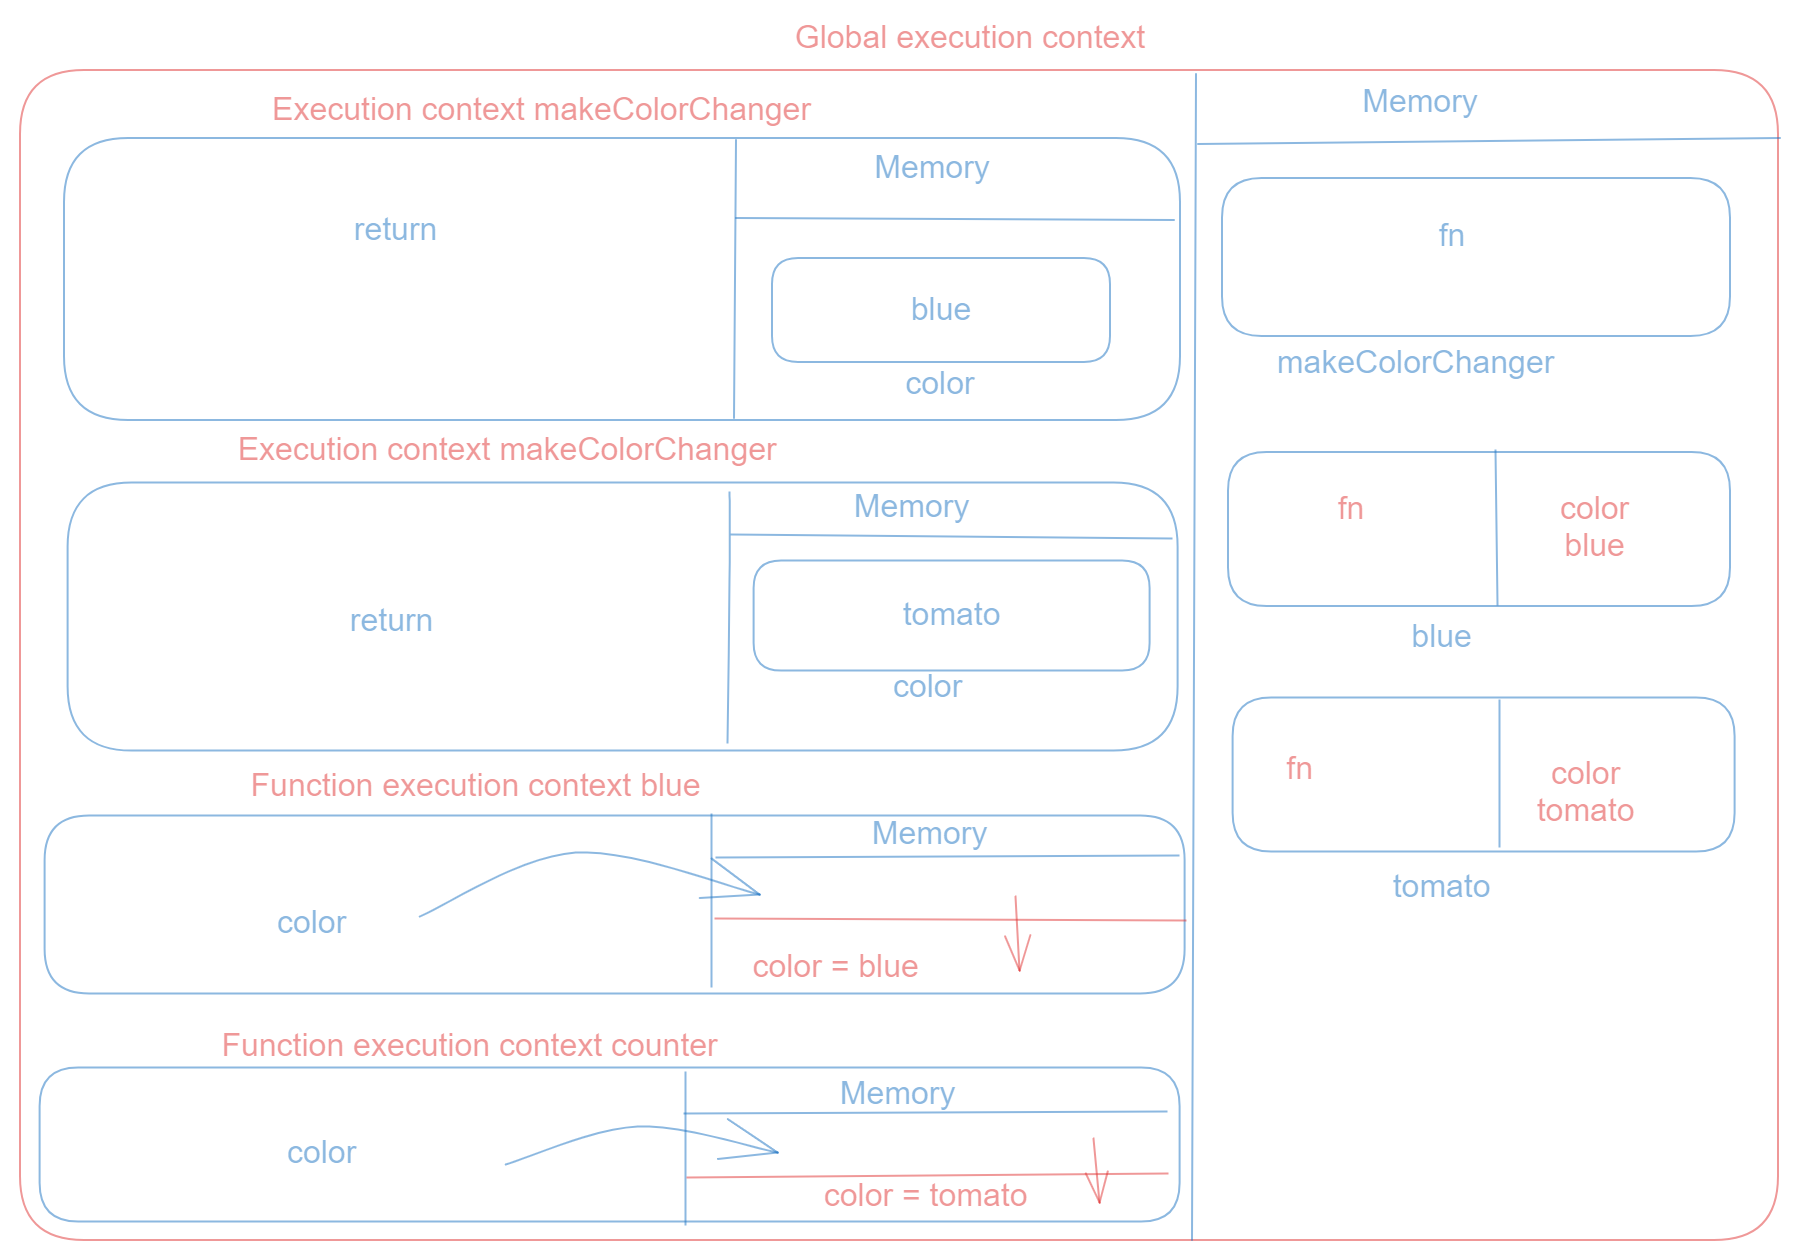 Global execution context
Execution context makeColorChanger
Memory
return
blue
color
Execution context makeColorChanger
Memory
return
tomato
color
Function execution context blue
Memory
color
color = blue
Function execution context counter
Memory
color
color = tomato
Memory
fn
makeColorChanger
fn
color
blue
blue
fn
color
tomato
tomato